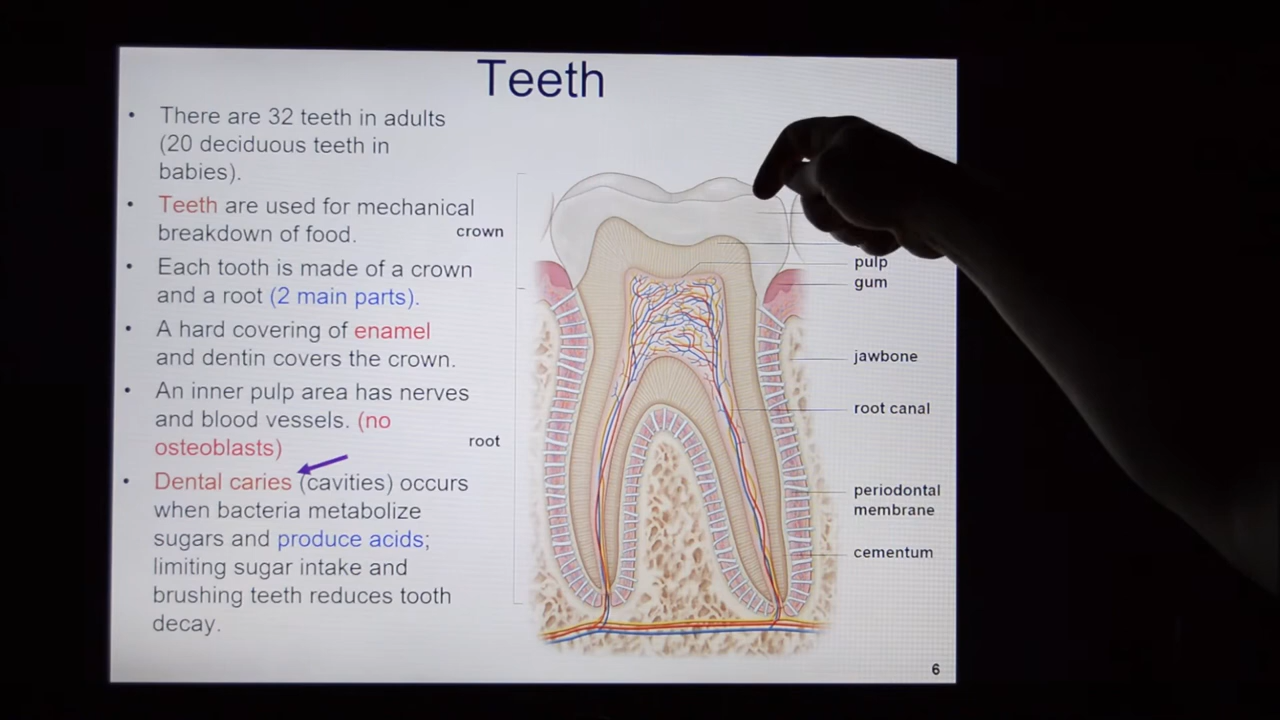 Teeth
• There are 32 teeth in adults
(20 deciduous teeth in
babies).
• Teeth are used for mechanical
breakdown of food.
• Each tooth is made of a crown
and a root (2 main parts).
• A hard covering of enamel
and dentin covers the crown.
• An inner pulp area has nerves
and blood vessels. (no
osteoblasts)
• Dental caries (cavities) occurs
when bacteria metabolize
sugars and produce acids;
limiting sugar intake and
brushing teeth reduces tooth
decay.
crown
root
pulp
gum
jawbone
root canal
periodontal
membrane
cementum
6